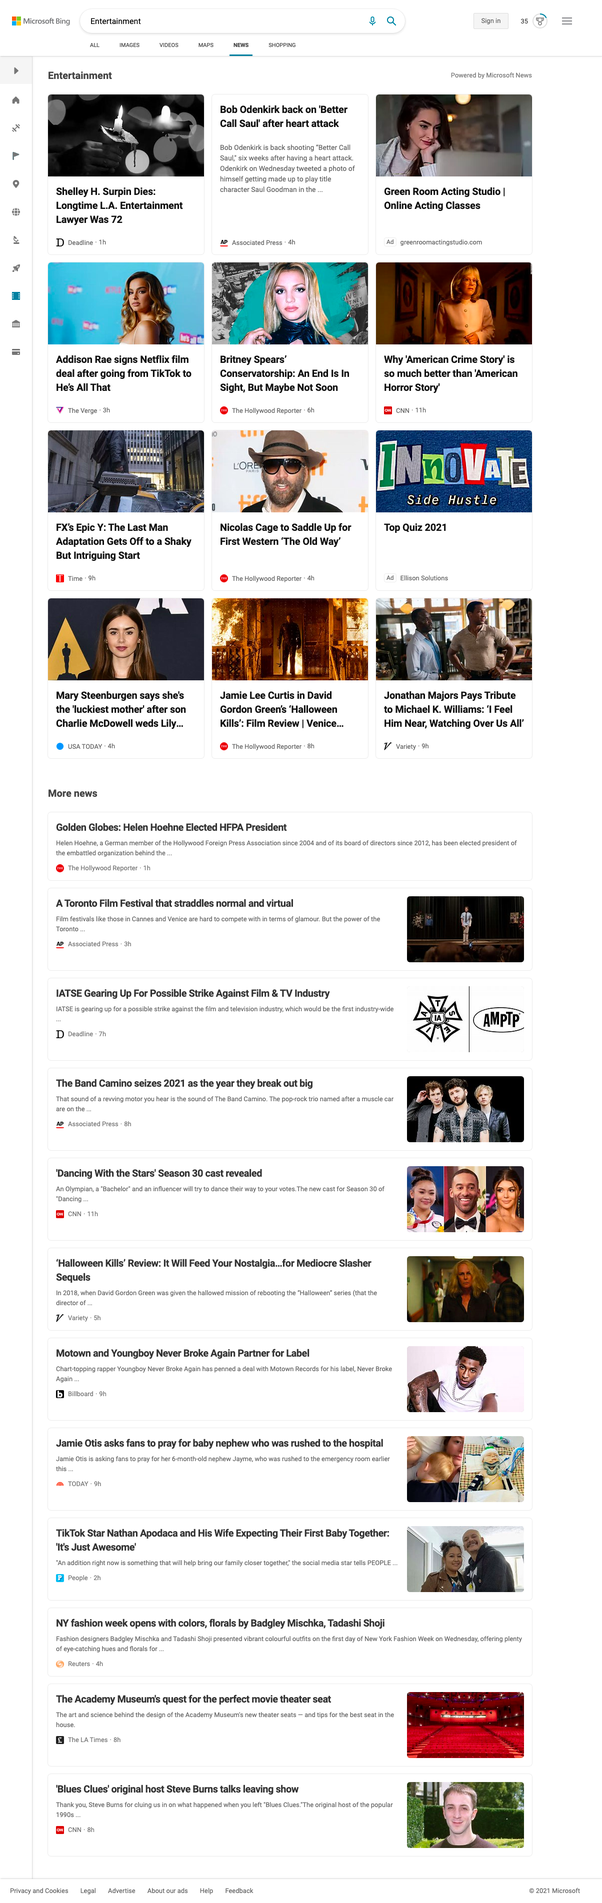 Microsoft Bing
Entertainment
Sign in
35
ALL IMAGES VIDEOS MAPS NEWS SHOPPING
Entertainment
Powered by Microsoft News
Shelley H. Surpin Dies:
Longtime L.A. Entertainment
Lawyer Was 72
Deadline · 1h
Bob Odenkirk back on 'Better
Call Saul' after heart attack
Bob Odenkirk is back shooting "Better Call
Saul," six weeks after having a heart attack.
Odenkirk on Wednesday tweeted a photo of
himself getting made up to play title
character Saul Goodman in the ...
AP Associated Press · 4h
Green Room Acting Studio |
Online Acting Classes
Ad greenroomactingstudio.com
Addison Rae signs Netflix film
deal after going from TikTok to
He's All That
The Verge · 3h
Britney Spears'
Conservatorship: An End Is In
Sight, But Maybe Not Soon
The Hollywood Reporter · 6h
Why 'American Crime Story' is
so much better than 'American
Horror Story'
CNN · 11h
FX's Epic Y: The Last Man
Adaptation Gets Off to a Shaky
But Intriguing Start
Time · 9h
L'ORÉ
Nicolas Cage to Saddle Up for
First Western 'The Old Way'
The Hollywood Reporter · 4h
INNOVATE
Side Hustle
Top Quiz 2021
Ad Ellison Solutions
Mary Steenburgen says she's
the 'luckiest mother' after son
Charlie McDowell weds Lily...
USA TODAY · 4h
Jamie Lee Curtis in David
Gordon Green's 'Halloween
Kills': Film Review | Venice...
The Hollywood Reporter · 8h
Jonathan Majors Pays Tribute
to Michael K. Williams: 'I Feel
Him Near, Watching Over Us All'
Variety · 9h
More news
Golden Globes: Helen Hoehne Elected HFPA President
Helen Hoehne, a German member of the Hollywood Foreign Press Association since 2004 and of its board of directors since 2012, has been elected president of
the embattled organization behind the ...
The Hollywood Reporter · 1h
A Toronto Film Festival that straddles normal and virtual
Film festivals like those in Cannes and Venice are hard to compete with in terms of glamour. But the power of the
Toronto ...
AP Associated Press · 3h
IATSE Gearing Up For Possible Strike Against Film & TV Industry
IATSE is gearing up for a possible strike against the film and television industry, which would be the first industry-wide
...
Deadline · 7h
IATSE
AMPTP
The Band Camino seizes 2021 as the year they break out big
That sound of a revving motor you hear is the sound of The Band Camino. The pop-rock trio named after a muscle car
are on the ...
AP Associated Press · 8h
'Dancing With the Stars' Season 30 cast revealed
An Olympian, a "Bachelor" and an influencer will try to dance their way to your votes.The new cast for Season 30 of
"Dancing ...
CNN · 11h
'Halloween Kills' Review: It Will Feed Your Nostalgia...for Mediocre Slasher
Sequels
In 2018, when David Gordon Green was given the hallowed mission of rebooting the "Halloween" series (that the
director of ...
Variety · 5h
Motown and Youngboy Never Broke Again Partner for Label
Chart-topping rapper Youngboy Never Broke Again has penned a deal with Motown Records for his label, Never Broke
Again ...
Billboard · 9h
Jamie Otis asks fans to pray for baby nephew who was rushed to the hospital
Jamie Otis is asking fans to pray for her 6-month-old nephew Jayme, who was rushed to the emergency room earlier
this ...
TODAY · 9h
TikTok Star Nathan Apodaca and His Wife Expecting Their First Baby Together:
'It's Just Awesome'
"An addition right now is something that will help bring our family closer together," the social media star tells PEOPLE ...
People · 2h
NY fashion week opens with colors, florals by Badgley Mischka, Tadashi Shoji
Fashion designers Badgley Mischka and Tadashi Shoji presented vibrant colourful outfits on the first day of New York Fashion Week on Wednesday, offering plenty
of eye-catching hues and florals for ...
Reuters · 4h
The Academy Museum's quest for the perfect movie theater seat
The art and science behind the design of the Academy Museum's new theater seats — and tips for the best seat in the
house.
The LA Times · 8h
'Blues Clues' original host Steve Burns talks leaving show
Thank you, Steve Burns for cluing us in on what happened when you left "Blues Clues."The original host of the popular
1990s ...
CNN · 8h
Privacy and Cookies Legal Advertise About our ads Help Feedback
© 2021 Microsoft